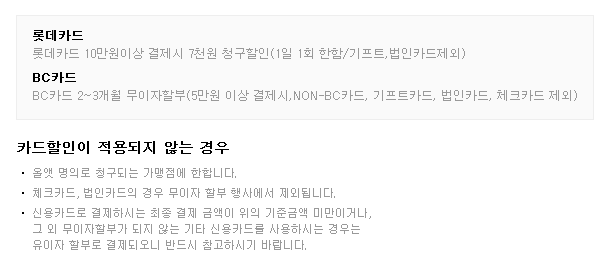 롯데카드
롯데카드 10만원이상 결제시 7천원 청구할인(1일 1회 한함/기프트,법인카드제외)
BC카드
BC카드 2~3개월 무이자할부(5만원 이상 결제시,NON-BC카드, 기프트카드, 법인카드, 체크카드 제외)
카드할인이 적용되지 않는 경우
· 올앳 명의로 청구되는 가맹점에 한합니다.
· 체크카드, 법인카드의 경우 무이자 할부 행사에서 제외됩니다.
· 신용카드로 결제하시는 최종 결제 금액이 위의 기준금액 미만이거나,
그 외 무이자할부가 되지 않는 기타 신용카드를 사용하시는 경우는
유이자 할부로 결제되오니 반드시 참고하시기 바랍니다.